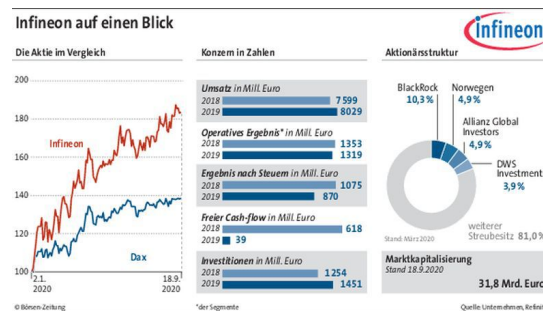 Infineon auf einen Blick
infineon
Die Aktie im Vergleich
200
180
160
140
120
100
Infineon
Dax
2.1.
2020
18.9.
2020
Konzern in Zahlen
Umsatz in Mill. Euro
2018 7599
2019 8029
Operatives Ergebnis* in Mill. Euro
2018 1353
2019 1319
Ergebnis nach Steuern in Mill. Euro
2018 1075
2019 870
Freier Cash-flow in Mill. Euro
2018 618
2019 39
Investitionen in Mill. Euro
2018 1254
2019 1451
Aktionärsstruktur
BlackRock
10,3 %
Norwegen
4,9 %
Allianz Global
Investors
4,9 %
DWS
Investment
3,9 %
weiterer
Streubesitz 81,0%
Stand: März 2020
Marktkapitalisierung
Stand 18.9.2020
31,8 Mrd. Euro
© Börsen-Zeitung
*der Segmente
Quelle: Unternehmen, Refinit